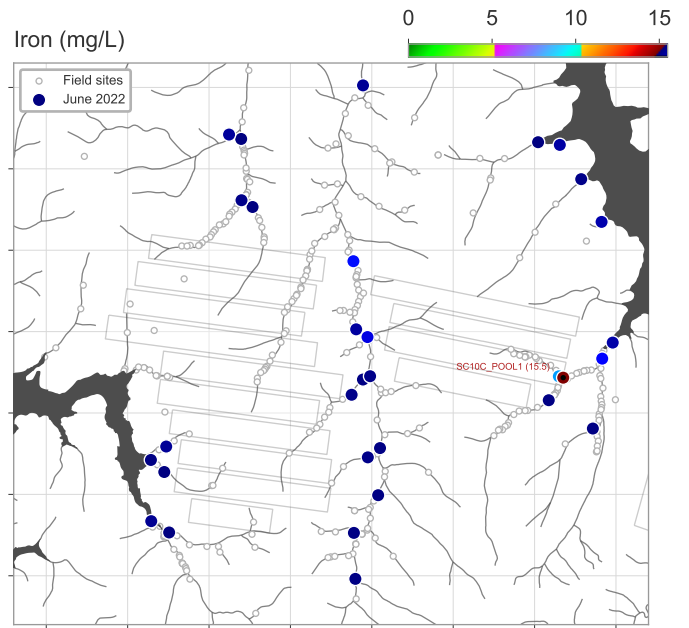 0 5 10 15
Iron (mg/L)
Field sites
June 2022
SC10C_POOL1 (15.5)